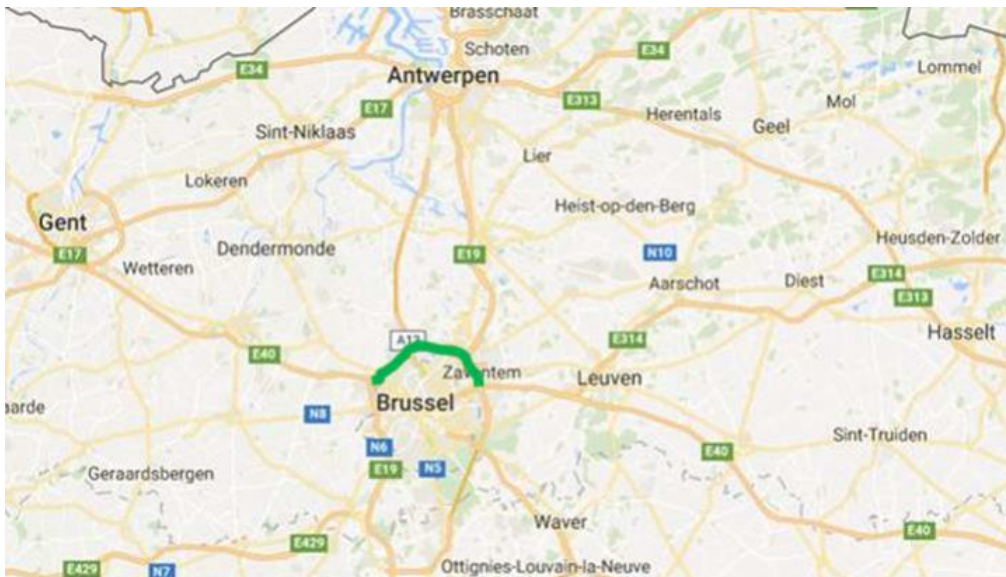 Brasschaat
Schoten
E34
E34
Antwerpen
Lommel
E313
Mol
E17
Herentals
Geel
Sint-Niklaas
Lier
Lokeren
Heist-op-den-Berg
Gent
Dendermonde
Heusden-Zolder
E17
E19
N10
Wetteren
Aarschot
Diest
E314
E313
Hasselt
A12
E314
E40
Zaventem
Leuven
Brussel
aarde
N8
Sint-Truiden
N6
E40
Geraardsbergen
E19
N5
Waver
E40
E429
E429
N7
Ottignies-Louvain-la-Neuve